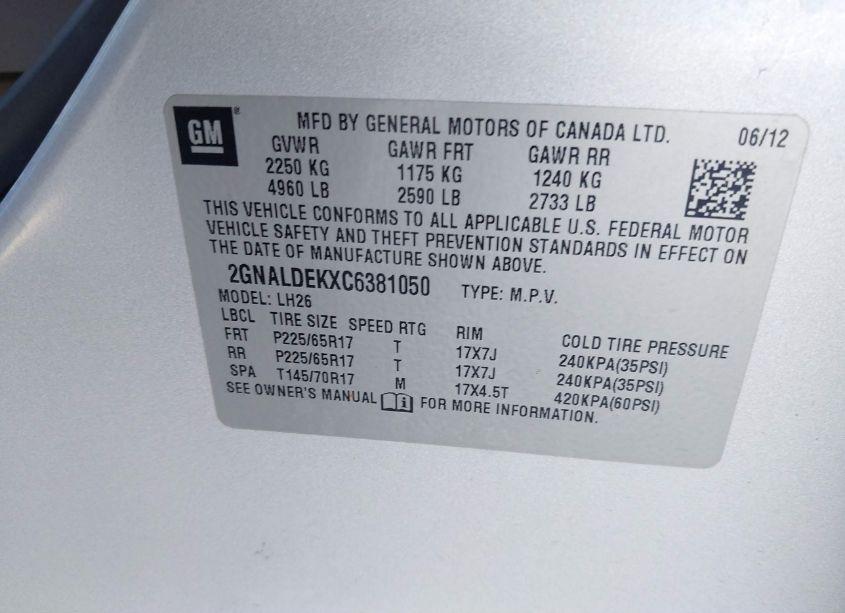 GM®
MFD BY GENERAL MOTORS OF CANADA LTD. 06/12
GVWR GAWR FRT GAWR RR
2250 KG 1175 KG 1240 KG
4960 LB 2590 LB 2733 LB
THIS VEHICLE CONFORMS TO ALL APPLICABLE U.S. FEDERAL MOTOR
VEHICLE SAFETY AND THEFT PREVENTION STANDARDS IN EFFECT ON
THE DATE OF MANUFACTURE SHOWN ABOVE.
2GNALDEKXC6381050 TYPE: M.P.V.
MODEL: LH26
LBCL TIRE SIZE SPEED RTG RIM COLD TIRE PRESSURE
FRT P225/65R17 T 17X7J 240KPA(35PSI)
RR P225/65R17 T 17X7J 240KPA(35PSI)
SPA T145/70R17 M 17X4.5T 420KPA(60PSI)
SEE OWNER'S MANUAL FOR MORE INFORMATION.